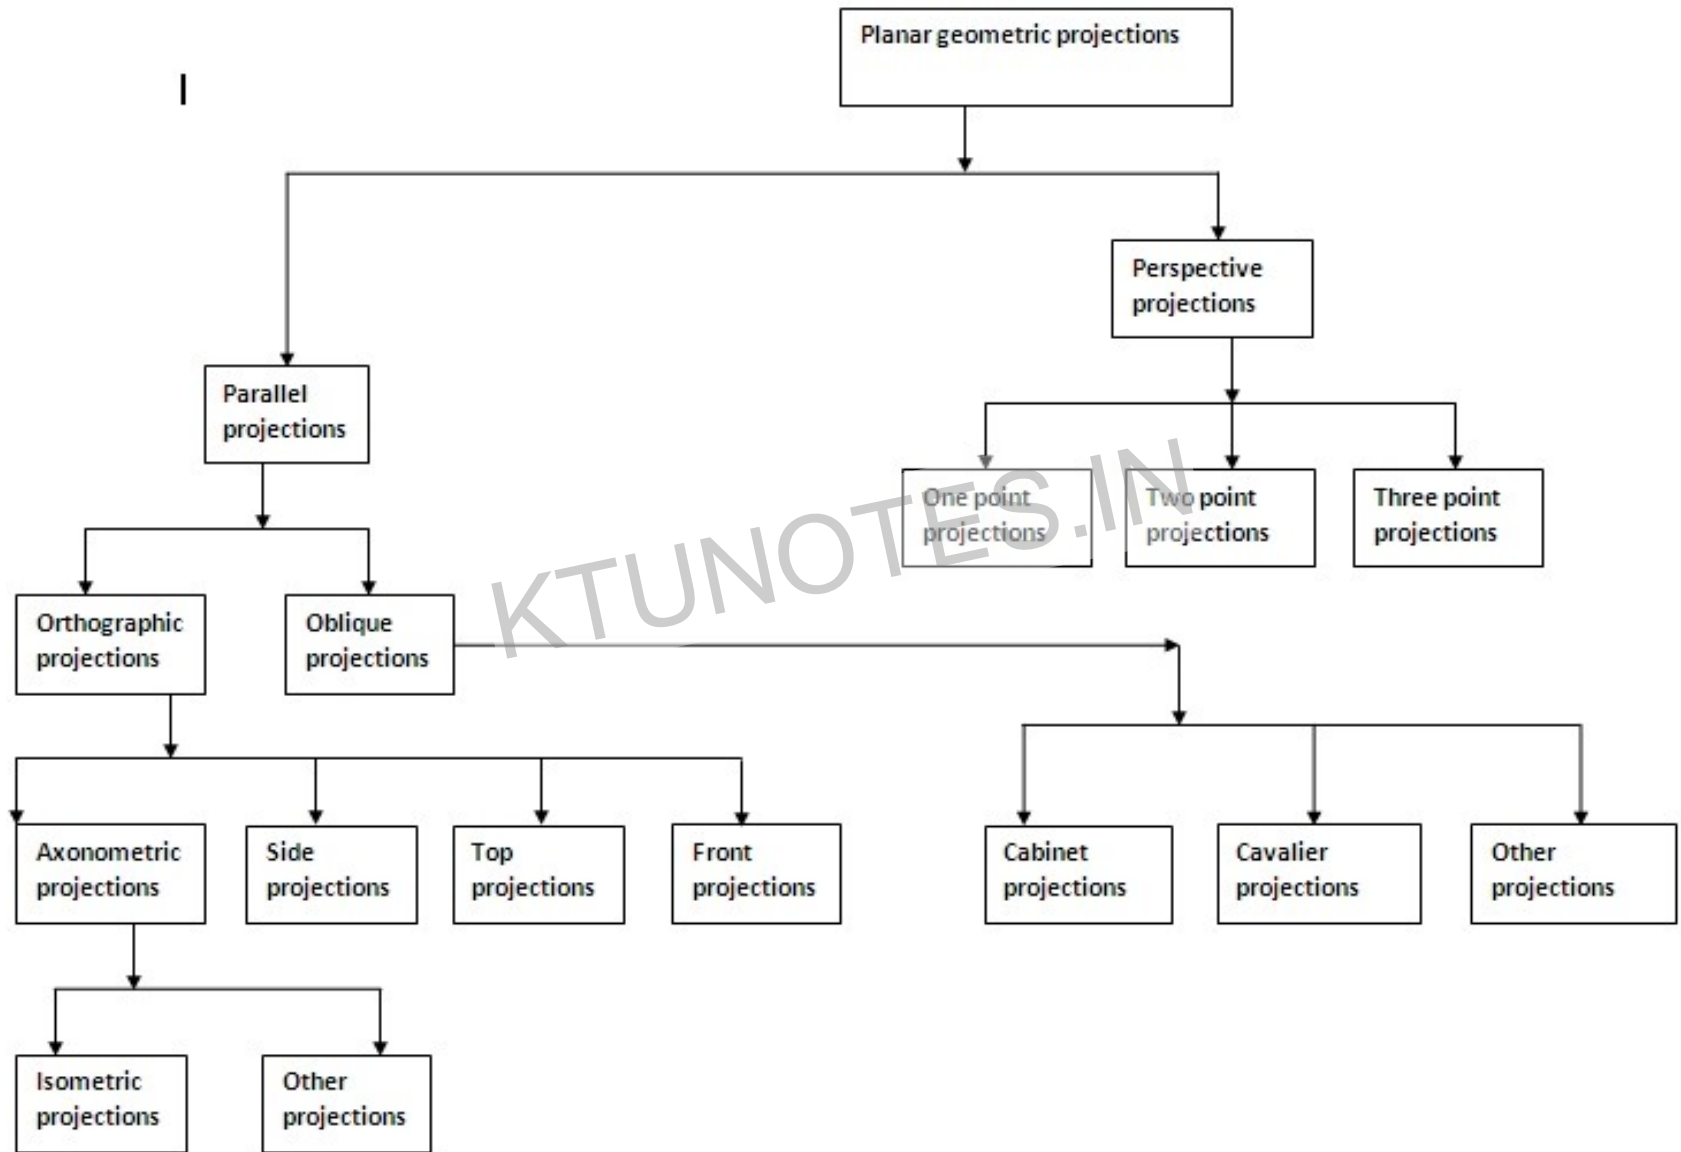 Planar geometric projections
Perspective
projections
Parallel
projections
One point
projections
Two point
projections
Three point
projections
KTUNOTES.IN
Orthographic
projections
Oblique
projections
Axonometric
projections
Side
projections
Top
projections
Front
projections
Cabinet
projections
Cavalier
projections
Other
projections
Isometric
projections
Other
projections